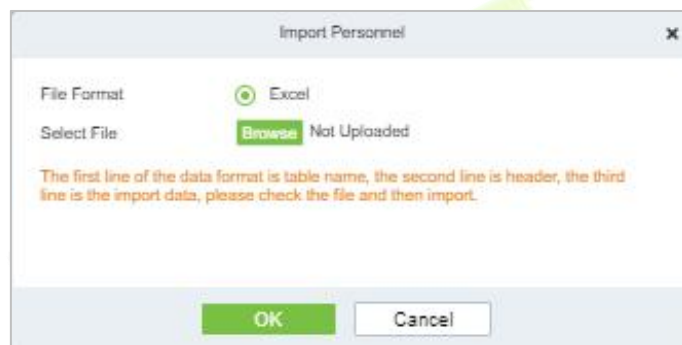 Import Personnel
File Format Excel
Select File Browse Not Uploaded
The first line of the data format is table name, the second line is header, the third
line is the import data, please check the file and then import.
OK Cancel